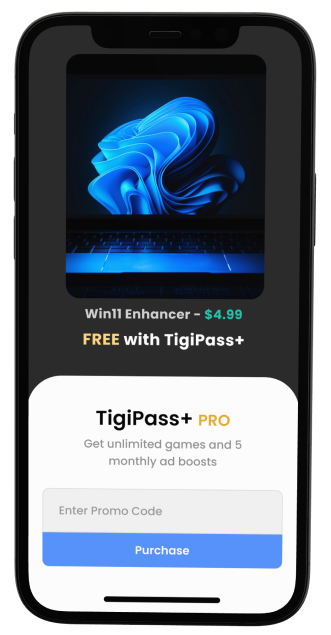 Win11 Enhancer - $4.99
FREE with TigiPass+
TigiPass+ PRO
Get unlimited games and 5
monthly ad boosts
Enter Promo Code
Purchase